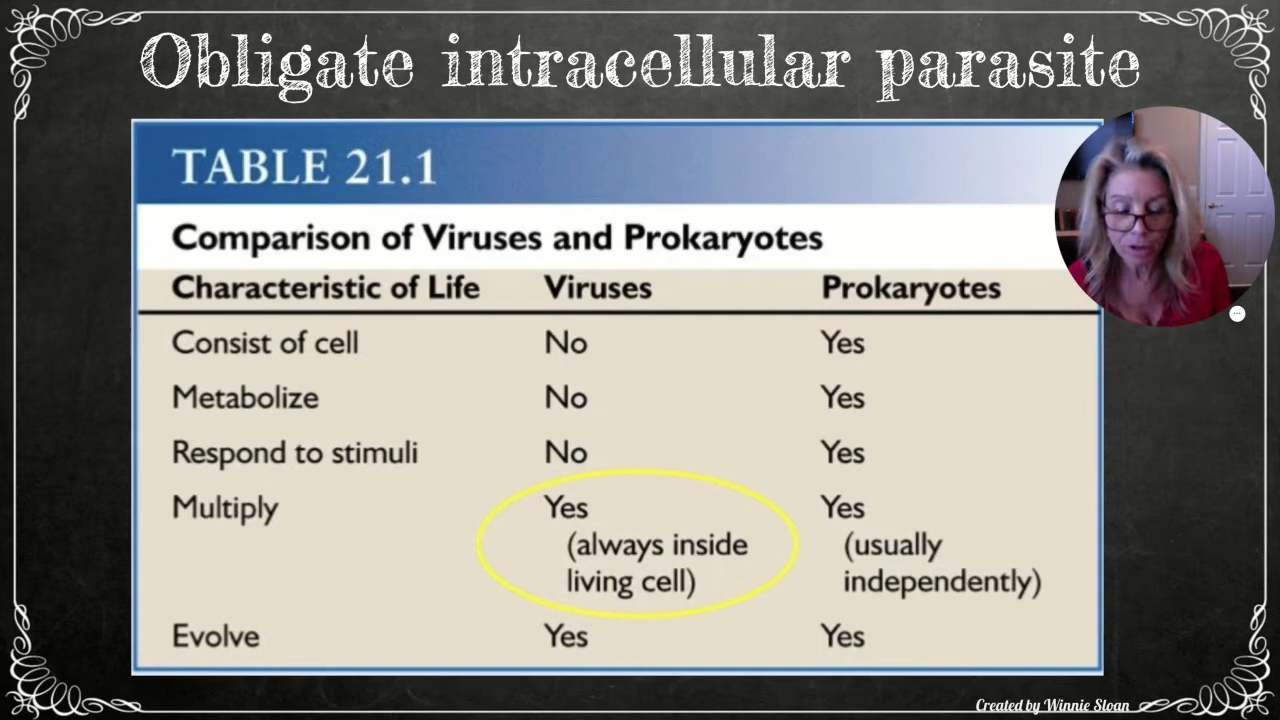 Obligate intracellular parasite
TABLE 21.1
Comparison of Viruses and Prokaryotes
Characteristic of Life Viruses Prokaryotes
Consist of cell No Yes
Metabolize No Yes
Respond to stimuli No Yes
Multiply Yes Yes
(always inside (usually
living cell) independently)
Evolve Yes Yes
Created by Winnie Sloan